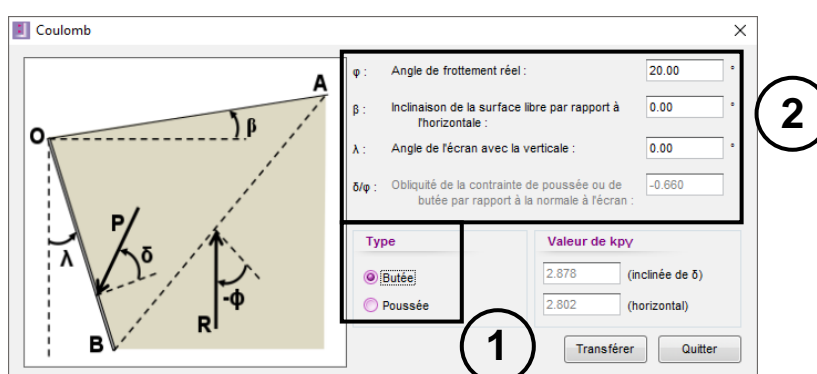 Coulomb
A
O
β
P
δ
λ
-ϕ
R
B
φ : Angle de frottement réel : 20.00 °
β : Inclinaison de la surface libre par rapport à 0.00 °
l'horizontale :
λ : Angle de l'écran avec la verticale : 0.00 °
δ/φ : Obliquité de la contrainte de poussée ou de -0.660
butée par rapport à la normale à l'écran :
2
Type
Butée
Poussée
1
Valeur de kpγ
2.878 (inclinée de δ)
2.802 (horizontal)
Transférer Quitter